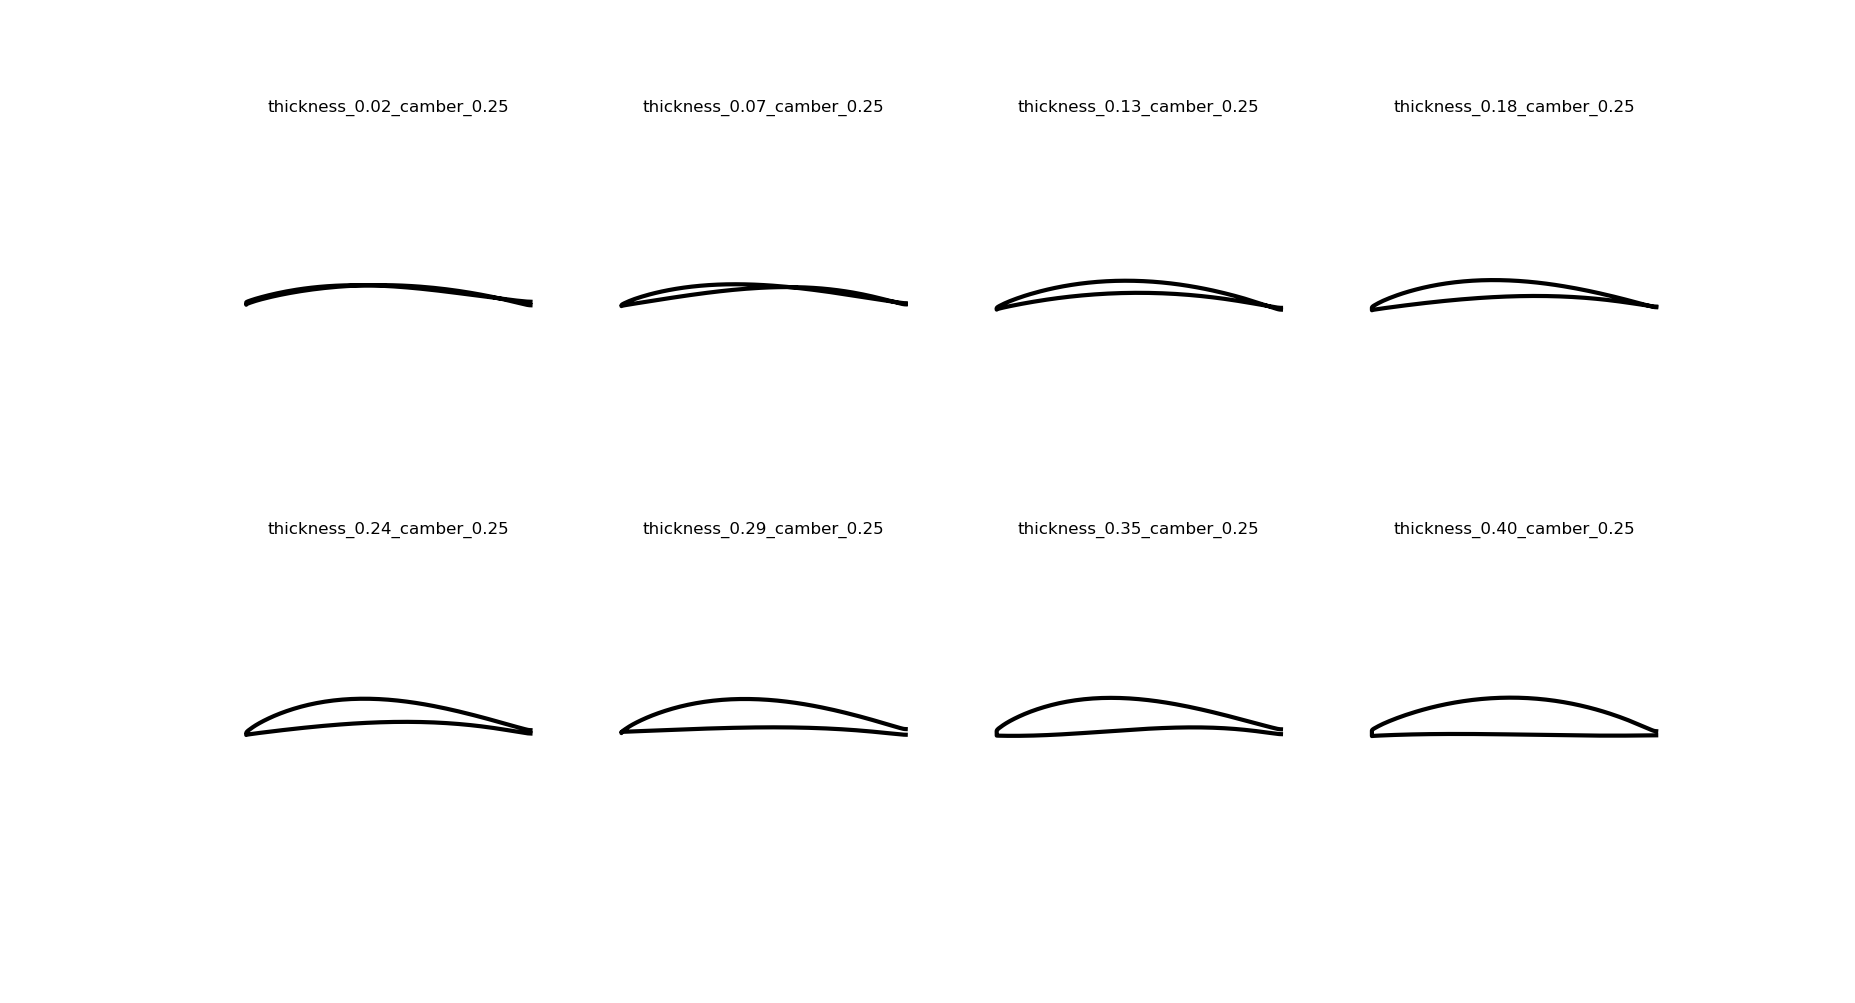 thickness_0.02_camber_0.25
thickness_0.07_camber_0.25
thickness_0.13_camber_0.25
thickness_0.18_camber_0.25
thickness_0.24_camber_0.25
thickness_0.29_camber_0.25
thickness_0.35_camber_0.25
thickness_0.40_camber_0.25